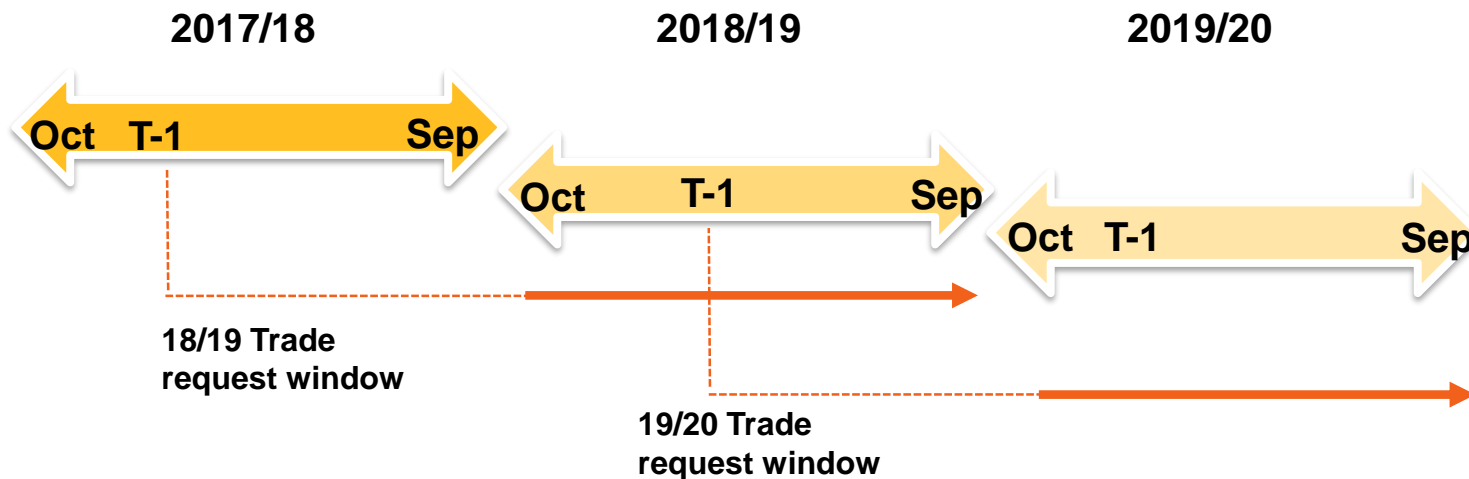 2017/18
2018/19
2019/20
Oct T-1 Sep
Oct T-1 Sep
Oct T-1 Sep
18/19 Trade
request window
19/20 Trade
request window